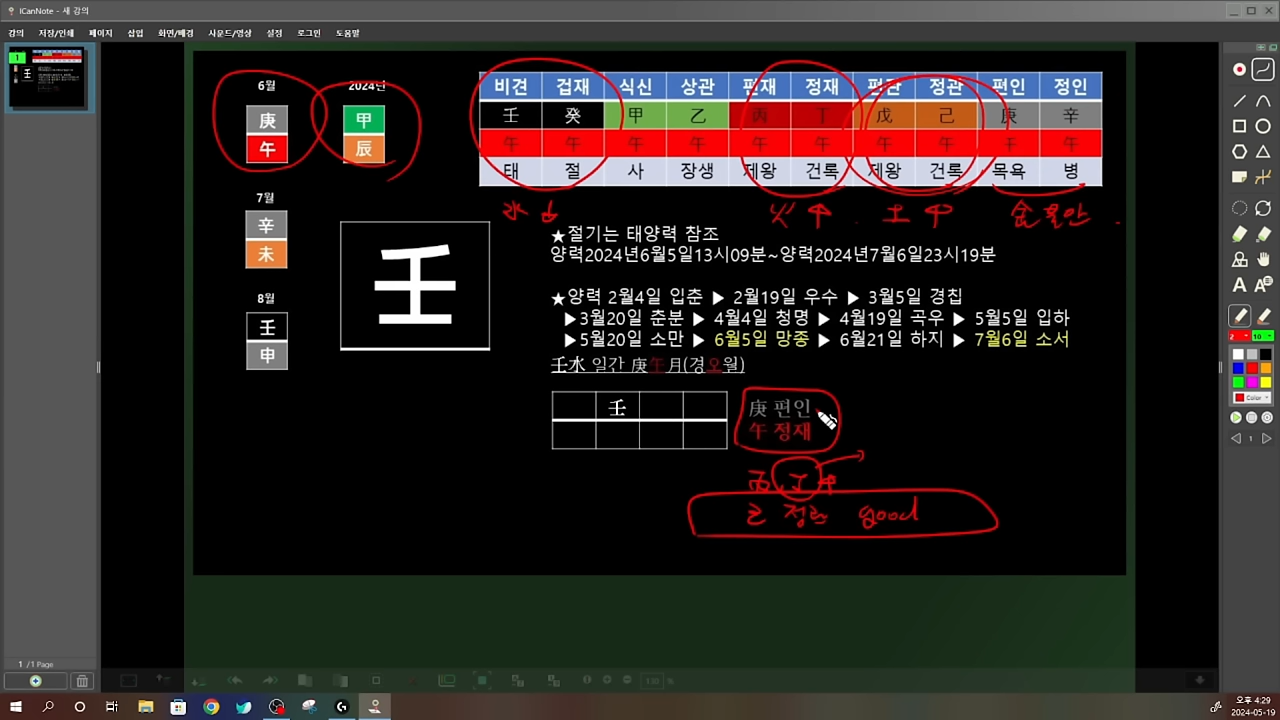 iCanNote - 새 강의
강의 저장/인쇄 페이지 삽입 화면/배경 사운드/영상 설정 로그인 도움말
1
6월 2024년
庚 甲
午 辰
7월
辛
未
8월
壬
申
비견 겁재 식신 상관 편재 정재 편관 정관 편인 정인
壬 癸 甲 乙 丙 丁 戊 己 庚 辛
午 午 午 午 午 午 午 午 午 午
태 절 사 장생 제왕 건록 제왕 건록 목욕 병
水 火 土 金
壬
★절기는 태양력 참조
양력2024년6월5일13시09분~양력2024년7월6일23시19분
★양력 2월4일 입춘 ▶ 2월19일 우수 ▶ 3월5일 경칩
▶3월20일 춘분 ▶ 4월4일 청명 ▶ 4월19일 곡우 ▶ 5월5일 입하
▶5월20일 소만 ▶ 6월5일 망종 ▶ 6월21일 하지 ▶ 7월6일 소서
壬水 일간 庚午月(경오월)
壬
庚 편인
午 정재
丙 丁
good
1 /1 Page
110 %
2 10
Color
1
오후 4:29
2024-05-19